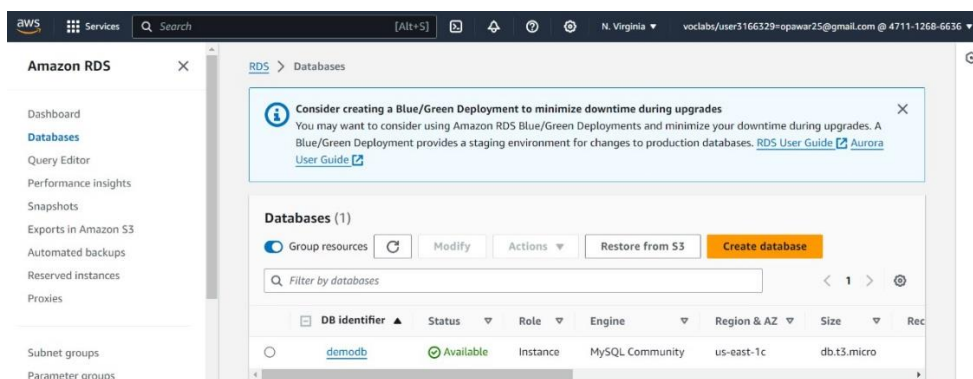 aws Services Search [Alt+S] N. Virginia voclabs/user3166329=opawar25@gmail.com @ 4711-1268-6636
Amazon RDS
Dashboard
Databases
Query Editor
Performance insights
Snapshots
Exports in Amazon S3
Automated backups
Reserved instances
Proxies
Subnet groups
Parameter groups
RDS > Databases
Consider creating a Blue/Green Deployment to minimize downtime during upgrades
You may want to consider using Amazon RDS Blue/Green Deployments and minimize your downtime during upgrades. A
Blue/Green Deployment provides a staging environment for changes to production databases. RDS User Guide Aurora
User Guide
Databases (1)
Group resources Modify Actions Restore from S3 Create database
Filter by databases < 1 >
DB identifier Status Role Engine Region & AZ Size Rec
demodb Available Instance MySQL Community us-east-1c db.t3.micro